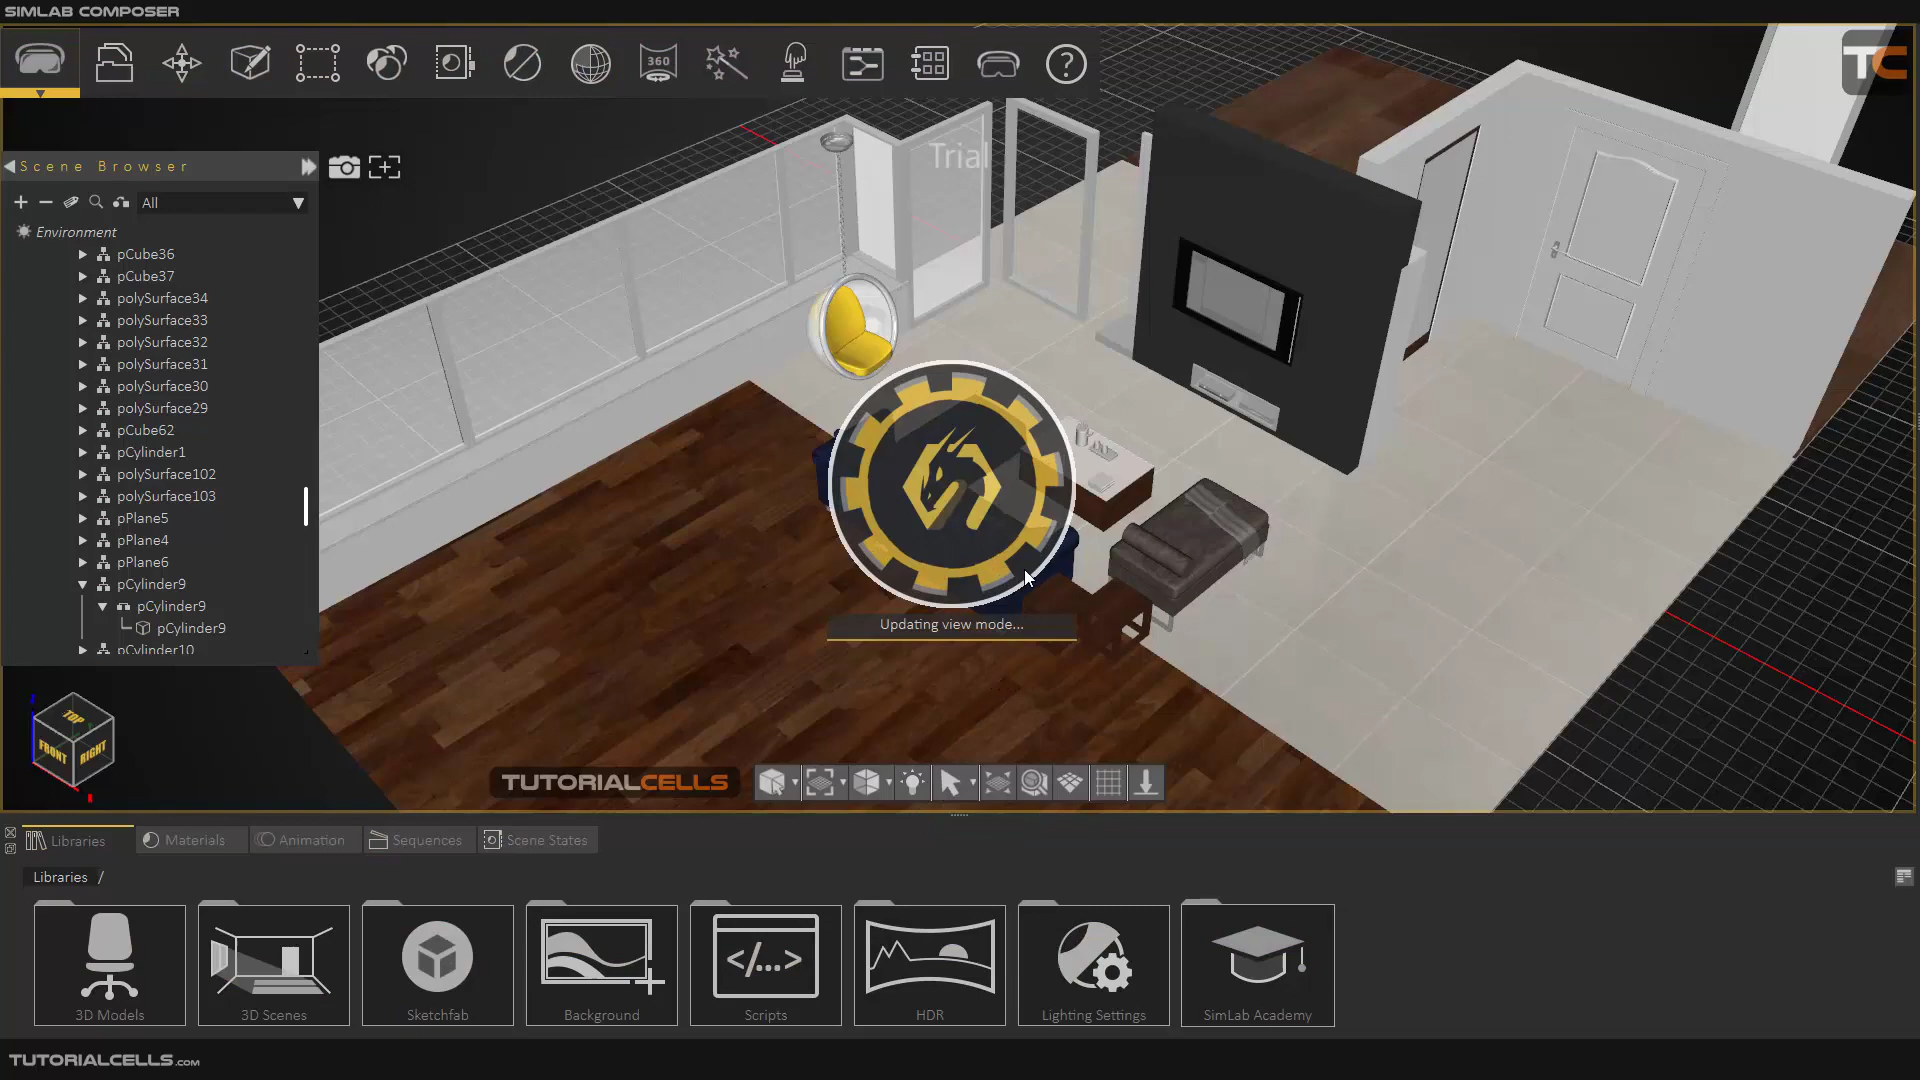 SIMLAB COMPOSER
TC
360
Trial
Scene Browser
All
Environment
pCube36
pCube37
polySurface34
polySurface33
polySurface32
polySurface31
polySurface30
polySurface29
pCube62
pCylinder1
polySurface102
polySurface103
pPlane5
pPlane4
pPlane6
pCylinder9
pCylinder9
pCylinder9
pCylinder10
Updating view mode...
TOP
FRONT
RIGHT
TUTORIALCELLS
Libraries
Materials
Animation
Sequences
Scene States
Libraries /
</...>
3D Models
3D Scenes
Sketchfab
Background
Scripts
HDR
Lighting Settings
SimLab Academy
TUTORIALCELLS.COM